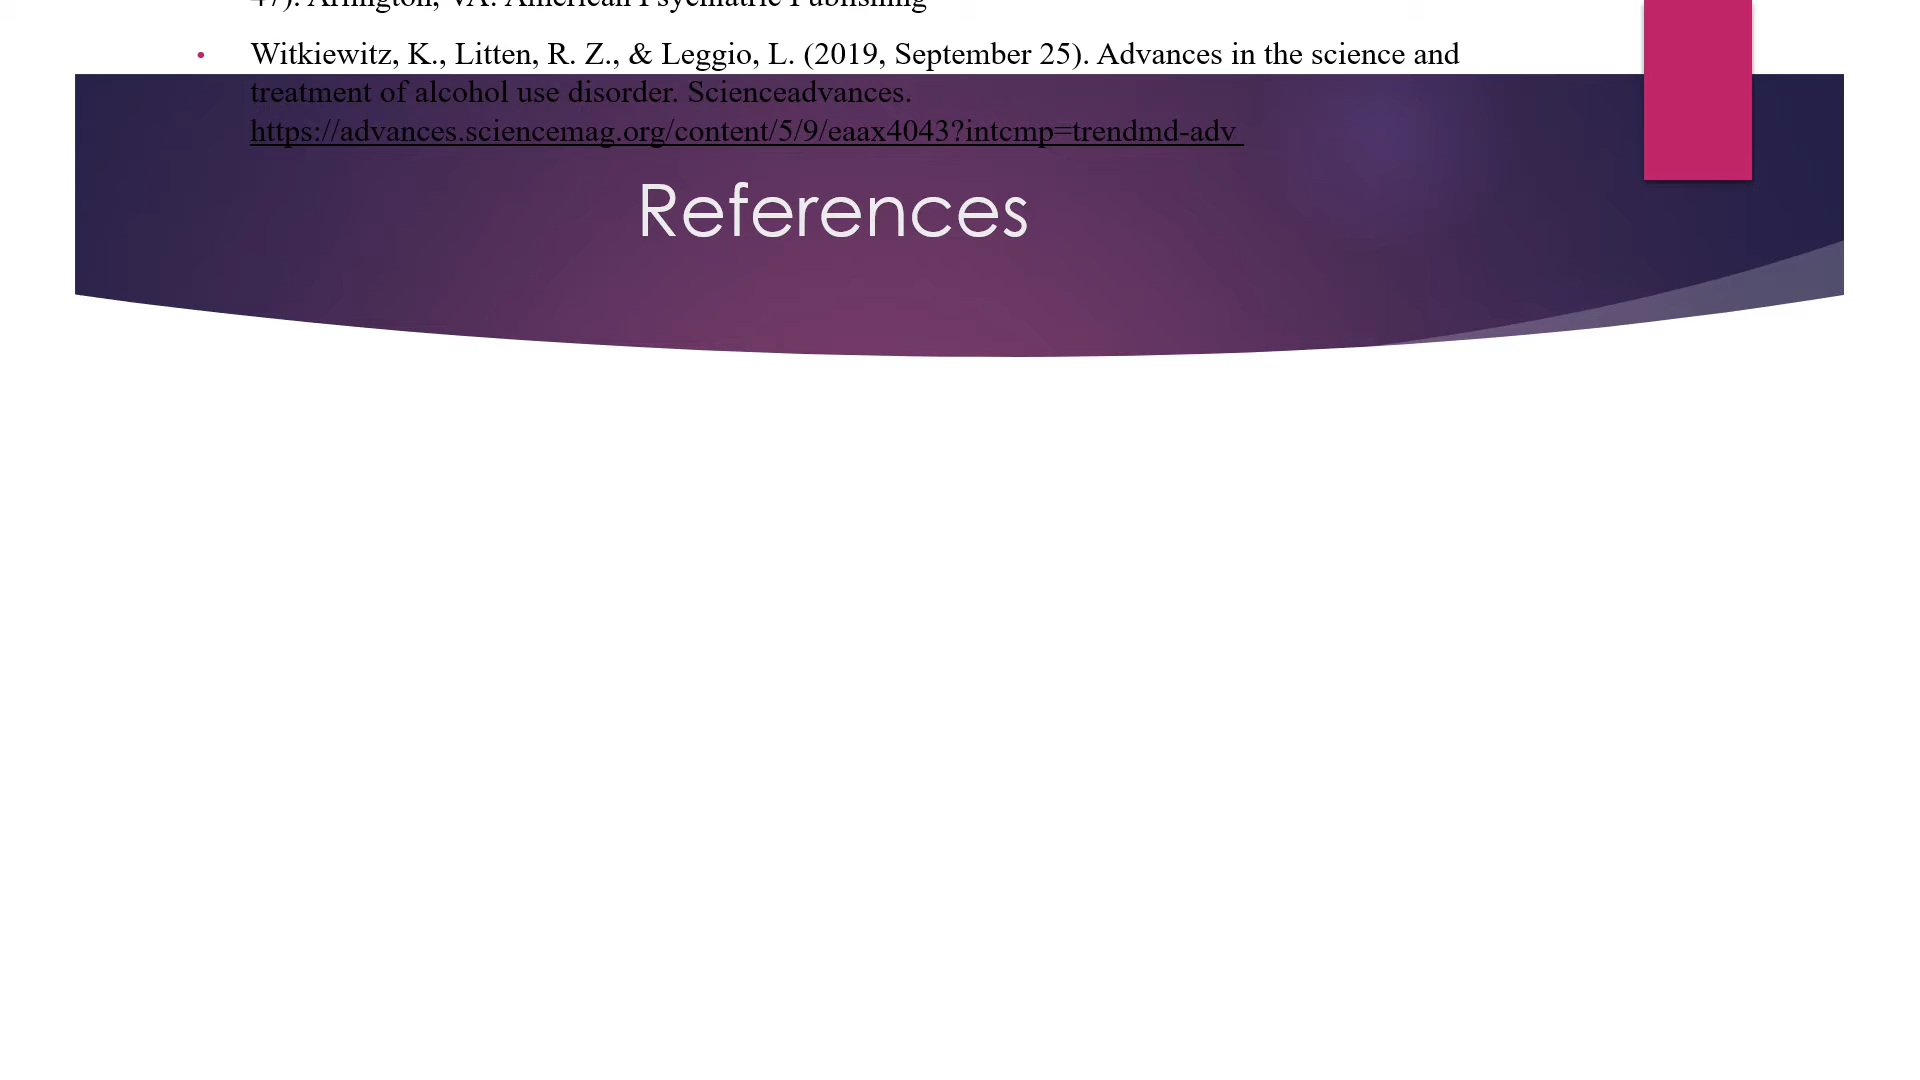 47). Arlington, VA: American Psychiatric Publishing
• Witkiewitz, K., Litten, R. Z., & Leggio, L. (2019, September 25). Advances in the science and
treatment of alcohol use disorder. Scienceadvances.
https://advances.sciencemag.org/content/5/9/eaax4043?intcmp=trendmd-adv
References